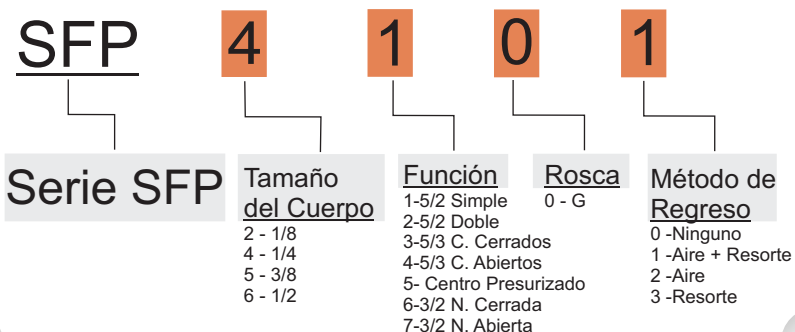 SFP 4 1 0 1
Serie SFP
Tamaño
del Cuerpo
2 - 1/8
4 - 1/4
5 - 3/8
6 - 1/2
Función
1-5/2 Simple
2-5/2 Doble
3-5/3 C. Cerrados
4-5/3 C. Abiertos
5- Centro Presurizado
6-3/2 N. Cerrada
7-3/2 N. Abierta
Rosca
0 - G
Método de
Regreso
0 -Ninguno
1 -Aire + Resorte
2 -Aire
3 -Resorte